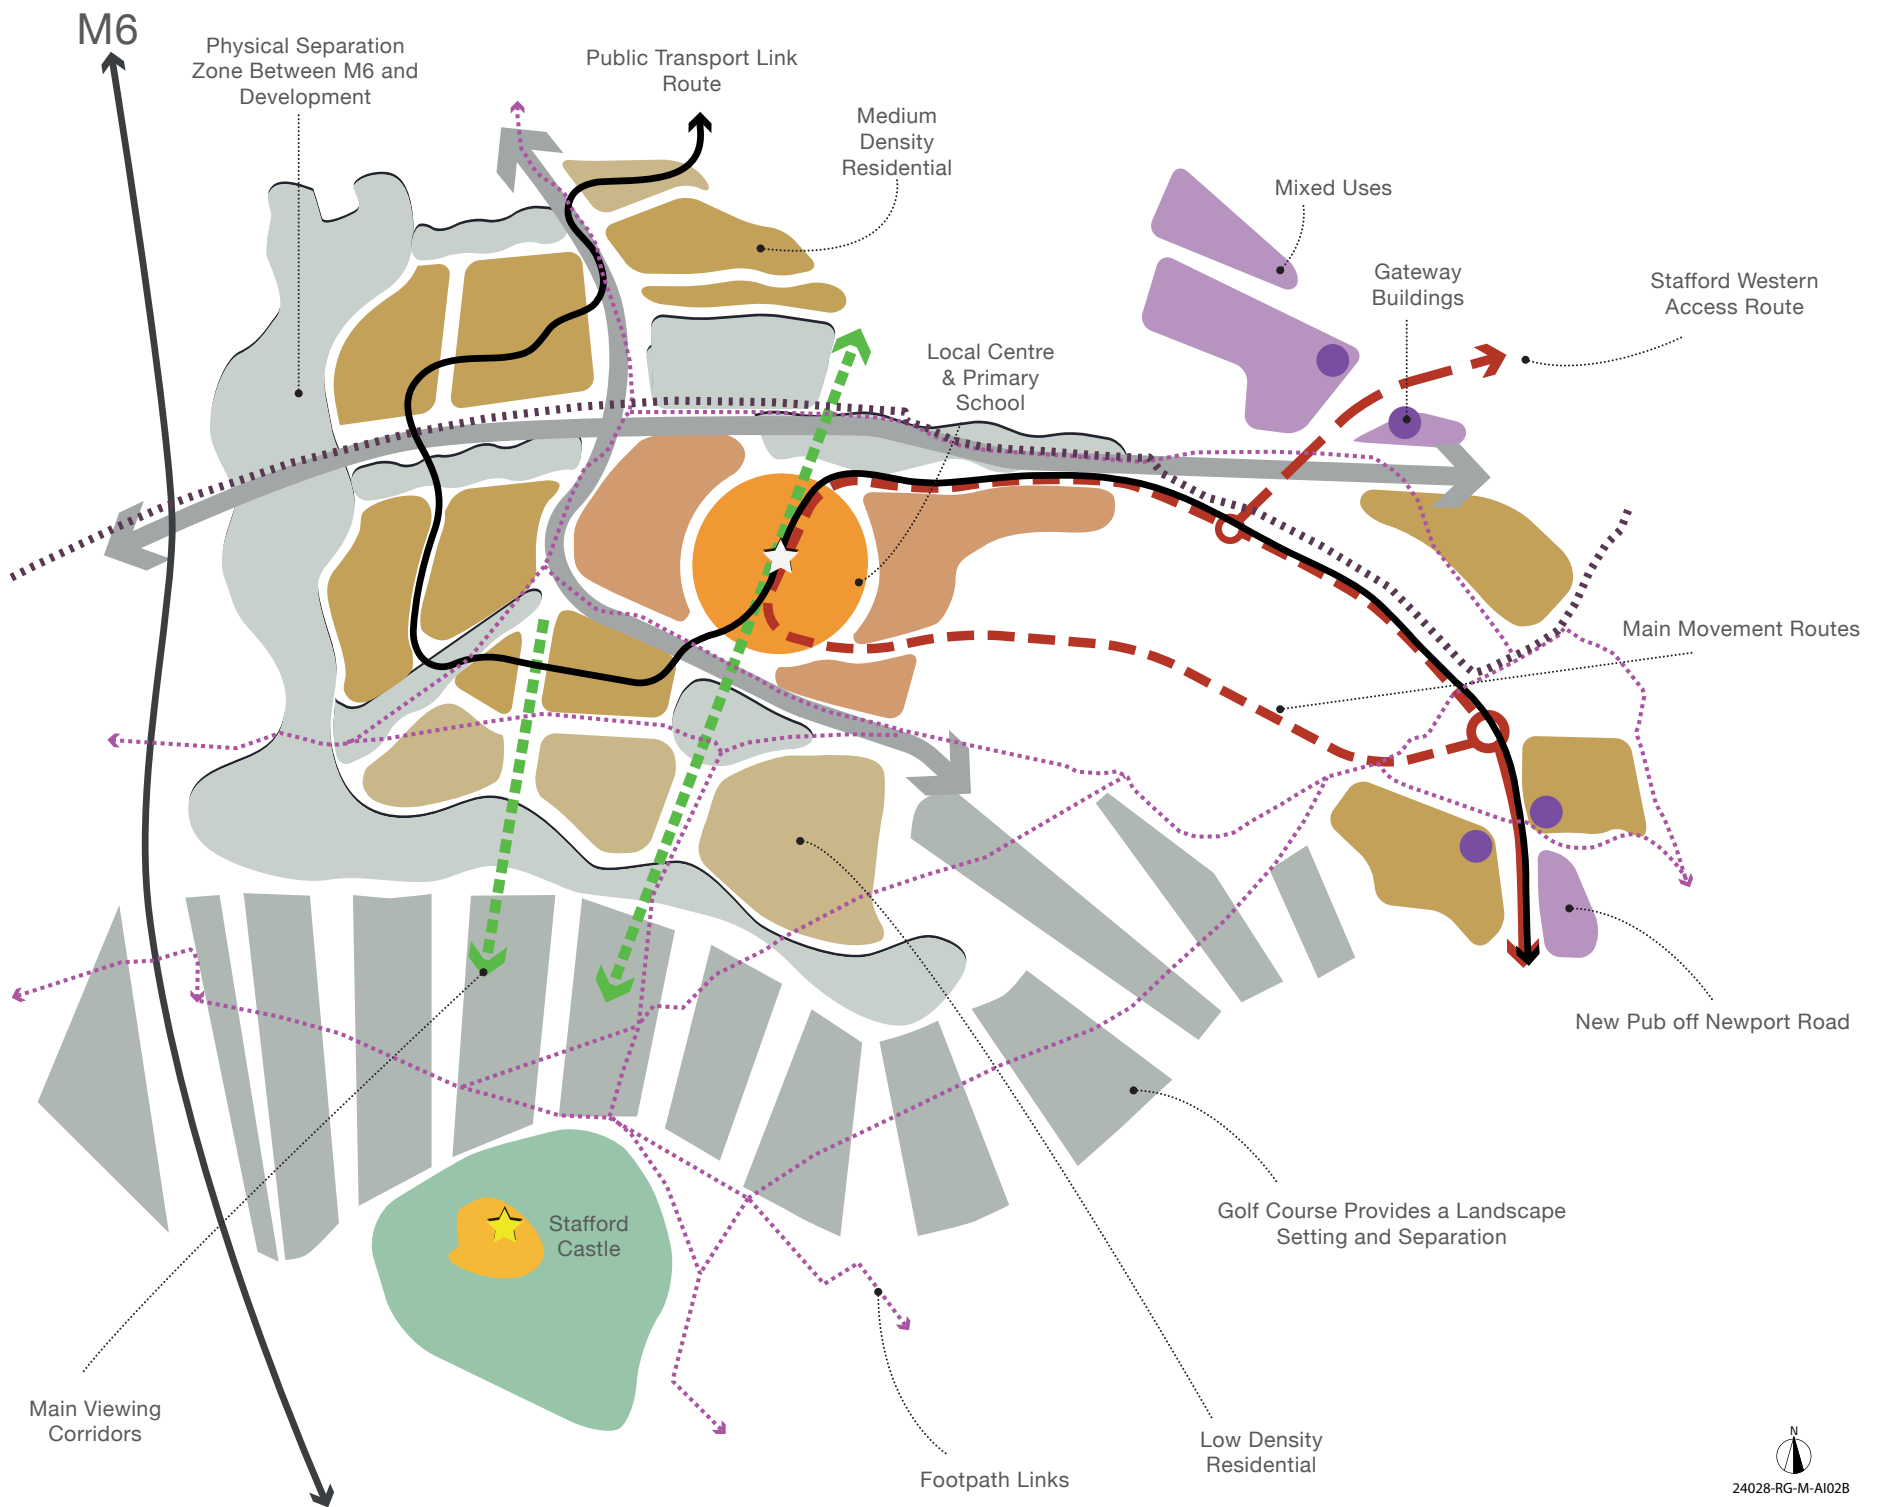 M6
Physical Separation
Zone Between M6 and
Development
Public Transport Link
Route
Medium
Density
Residential
Mixed Uses
Gateway
Buildings
Stafford Western
Access Route
Local Centre
& Primary
School
Main Movement Routes
New Pub off Newport Road
Golf Course Provides a Landscape
Setting and Separation
Stafford
Castle
Main Viewing
Corridors
Low Density
Residential
Footpath Links
N
24028-RG-M-AI02B